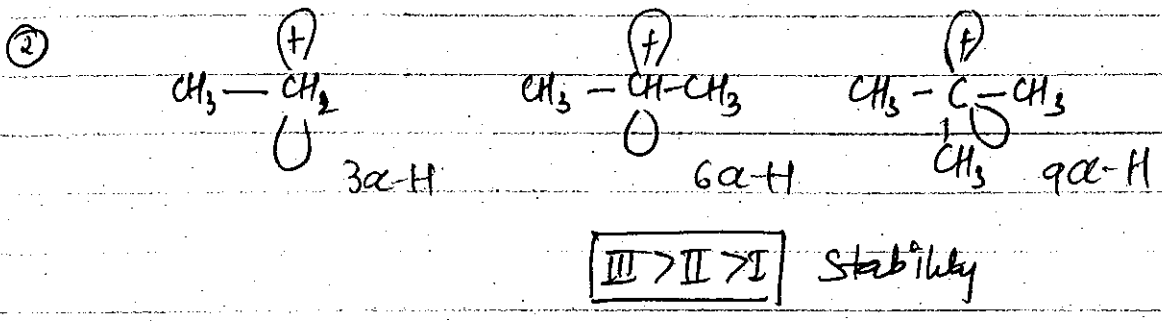 ②
(+) (+) (+)
CH₃ — CH₂ CH₃ – CH–CH₃ CH₃ – C – CH₃
CH₃
3α-H 6α-H 9α-H
III > II > I Stability